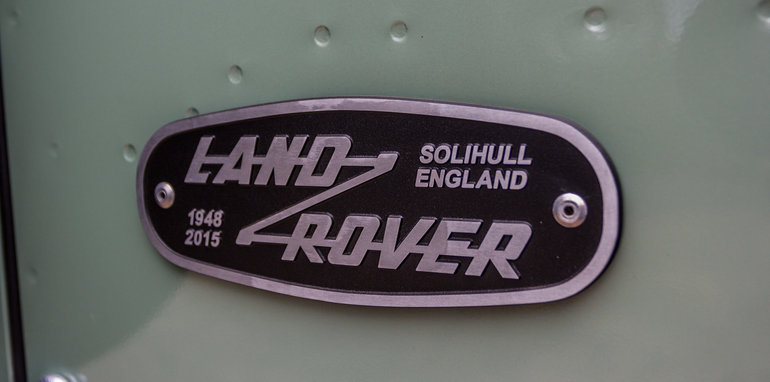 LAND
ROVER
SOLIHULL
ENGLAND
1948
2015